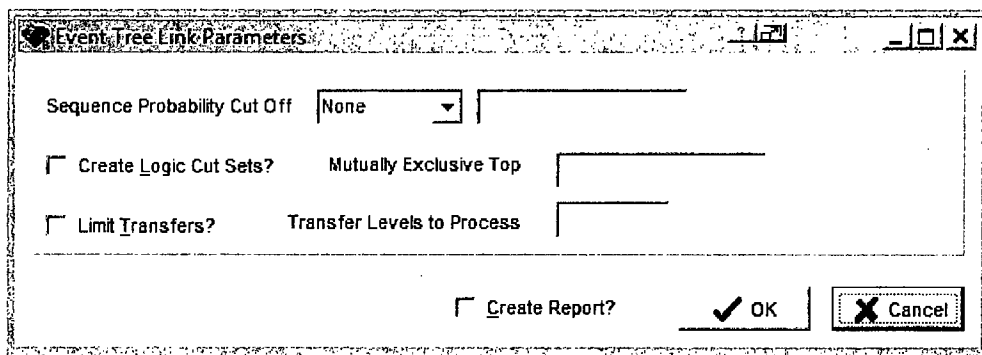 Event Tree Link Parameters
Sequence Probability Cut Off None
Create Logic Cut Sets? Mutually Exclusive Top
Limit Transfers? Transfer Levels to Process
Create Report? OK Cancel